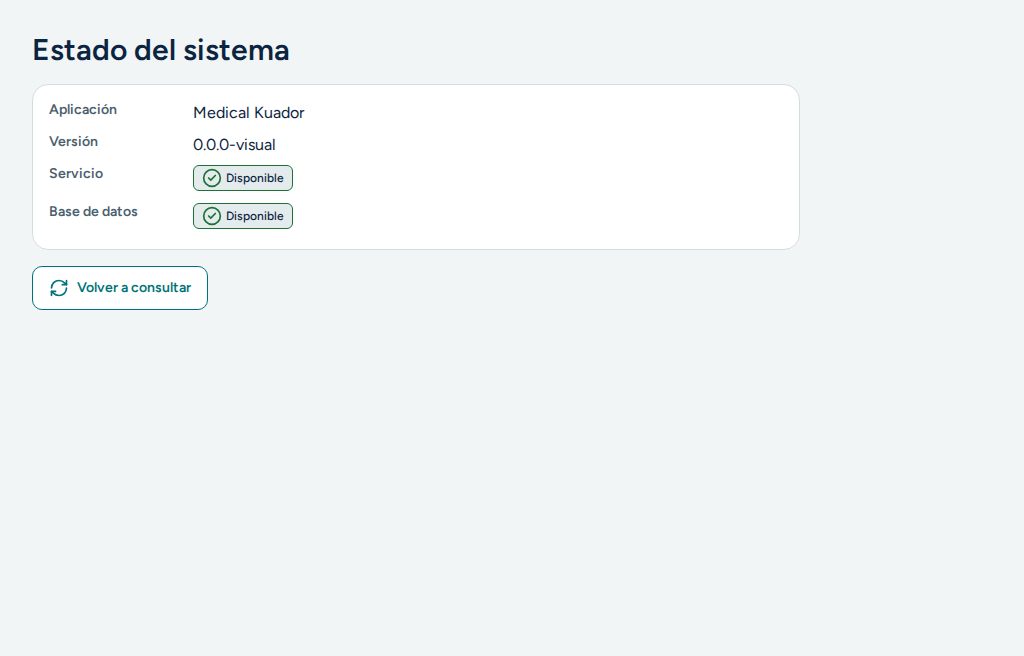 Estado del sistema
Aplicación Medical Kuador
Versión 0.0.0-visual
Servicio Disponible
Base de datos Disponible
Volver a consultar